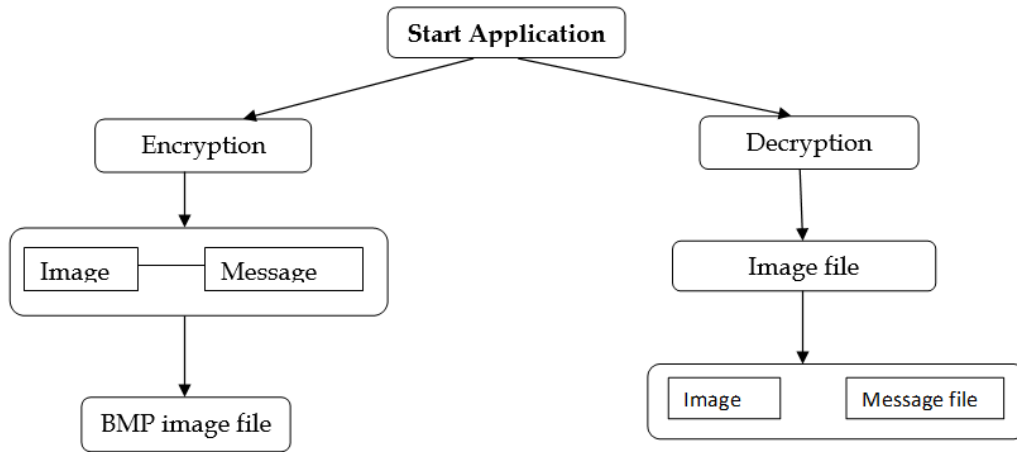 Start Application
Encryption
Decryption
Image
Message
Image file
BMP image file
Image
Message file